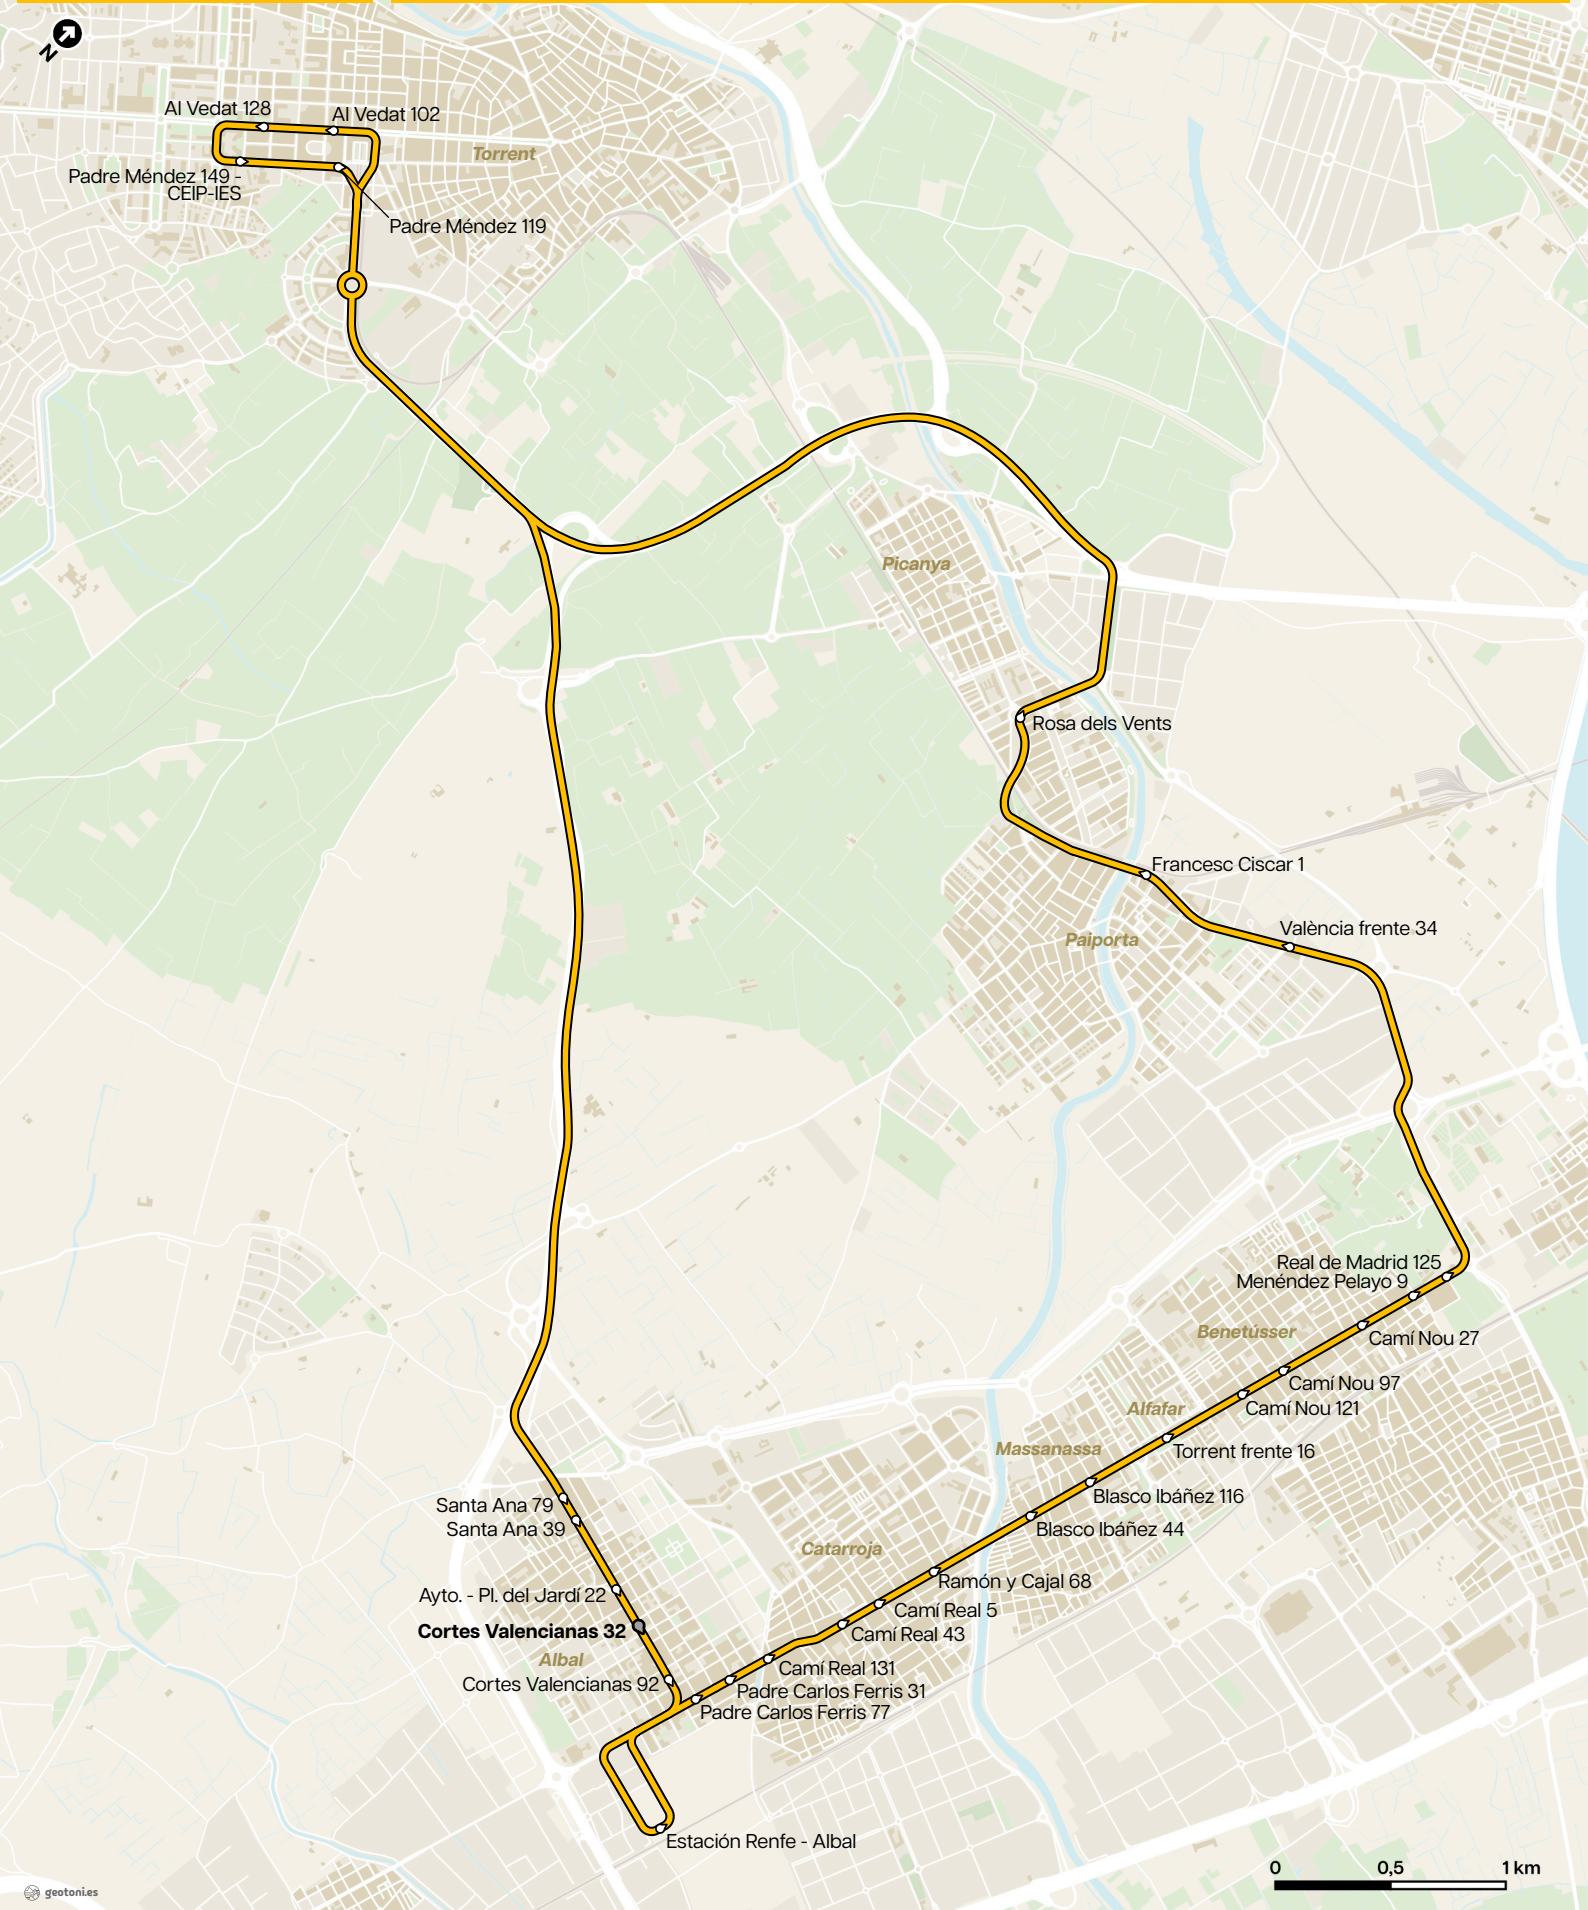 N
Al Vedat 128
Al Vedat 102
Torrent
Padre Méndez 149 -
CEIP-IES
Padre Méndez 119
Picanya
Rosa dels Vents
Francesc Ciscar 1
València frente 34
Paiporta
Real de Madrid 125
Menéndez Pelayo 9
Benetússer
Camí Nou 27
Camí Nou 97
Alfafar
Camí Nou 121
Massanassa
Torrent frente 16
Blasco Ibáñez 116
Santa Ana 79
Santa Ana 39
Blasco Ibáñez 44
Catarroja
Ramón y Cajal 68
Ayto. - Pl. del Jardí 22
Camí Real 5
Cortes Valencianas 32
Camí Real 43
Albal
Camí Real 131
Cortes Valencianas 92
Padre Carlos Ferris 31
Padre Carlos Ferris 77
Estación Renfe - Albal
0 0,5 1 km
geotoni.es